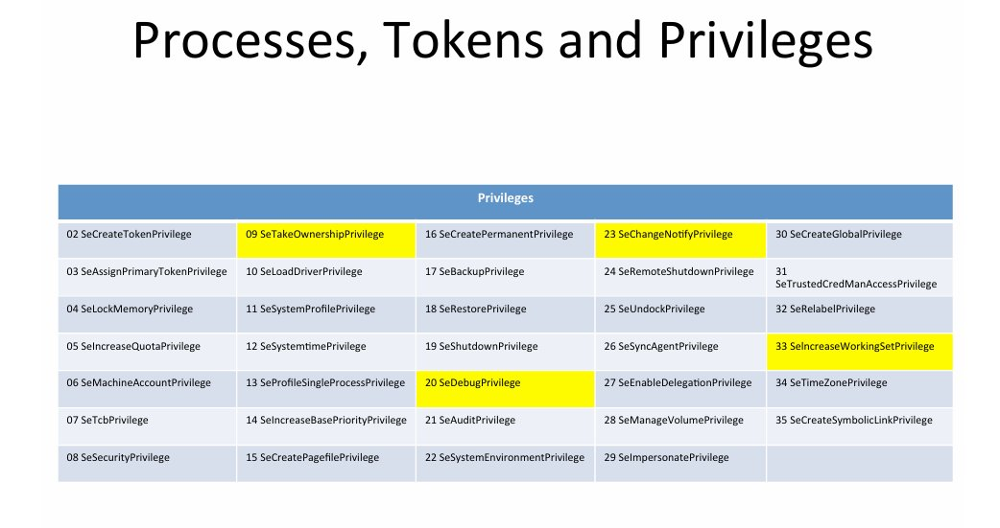 Processes, Tokens and Privileges
Privileges
02 SeCreateTokenPrivilege
09 SeTakeOwnershipPrivilege
16 SeCreatePermanentPrivilege
23 SeChangeNotifyPrivilege
30 SeCreateGlobalPrivilege
03 SeAssignPrimaryTokenPrivilege
10 SeLoadDriverPrivilege
17 SeBackupPrivilege
24 SeRemoteShutdownPrivilege
31
SeTrustedCredManAccessPrivilege
04 SeLockMemoryPrivilege
11 SeSystemProfilePrivilege
18 SeRestorePrivilege
25 SeUndockPrivilege
32 SeRelabelPrivilege
05 SeIncreaseQuotaPrivilege
12 SeSystemtimePrivilege
19 SeShutdownPrivilege
26 SeSyncAgentPrivilege
33 SeIncreaseWorkingSetPrivilege
06 SeMachineAccountPrivilege
13 SeProfileSingleProcessPrivilege
20 SeDebugPrivilege
27 SeEnableDelegationPrivilege
34 SeTimeZonePrivilege
07 SeTcbPrivilege
14 SeIncreaseBasePriorityPrivilege
21 SeAuditPrivilege
28 SeManageVolumePrivilege
35 SeCreateSymbolicLinkPrivilege
08 SeSecurityPrivilege
15 SeCreatePagefilePrivilege
22 SeSystemEnvironmentPrivilege
29 SeImpersonatePrivilege